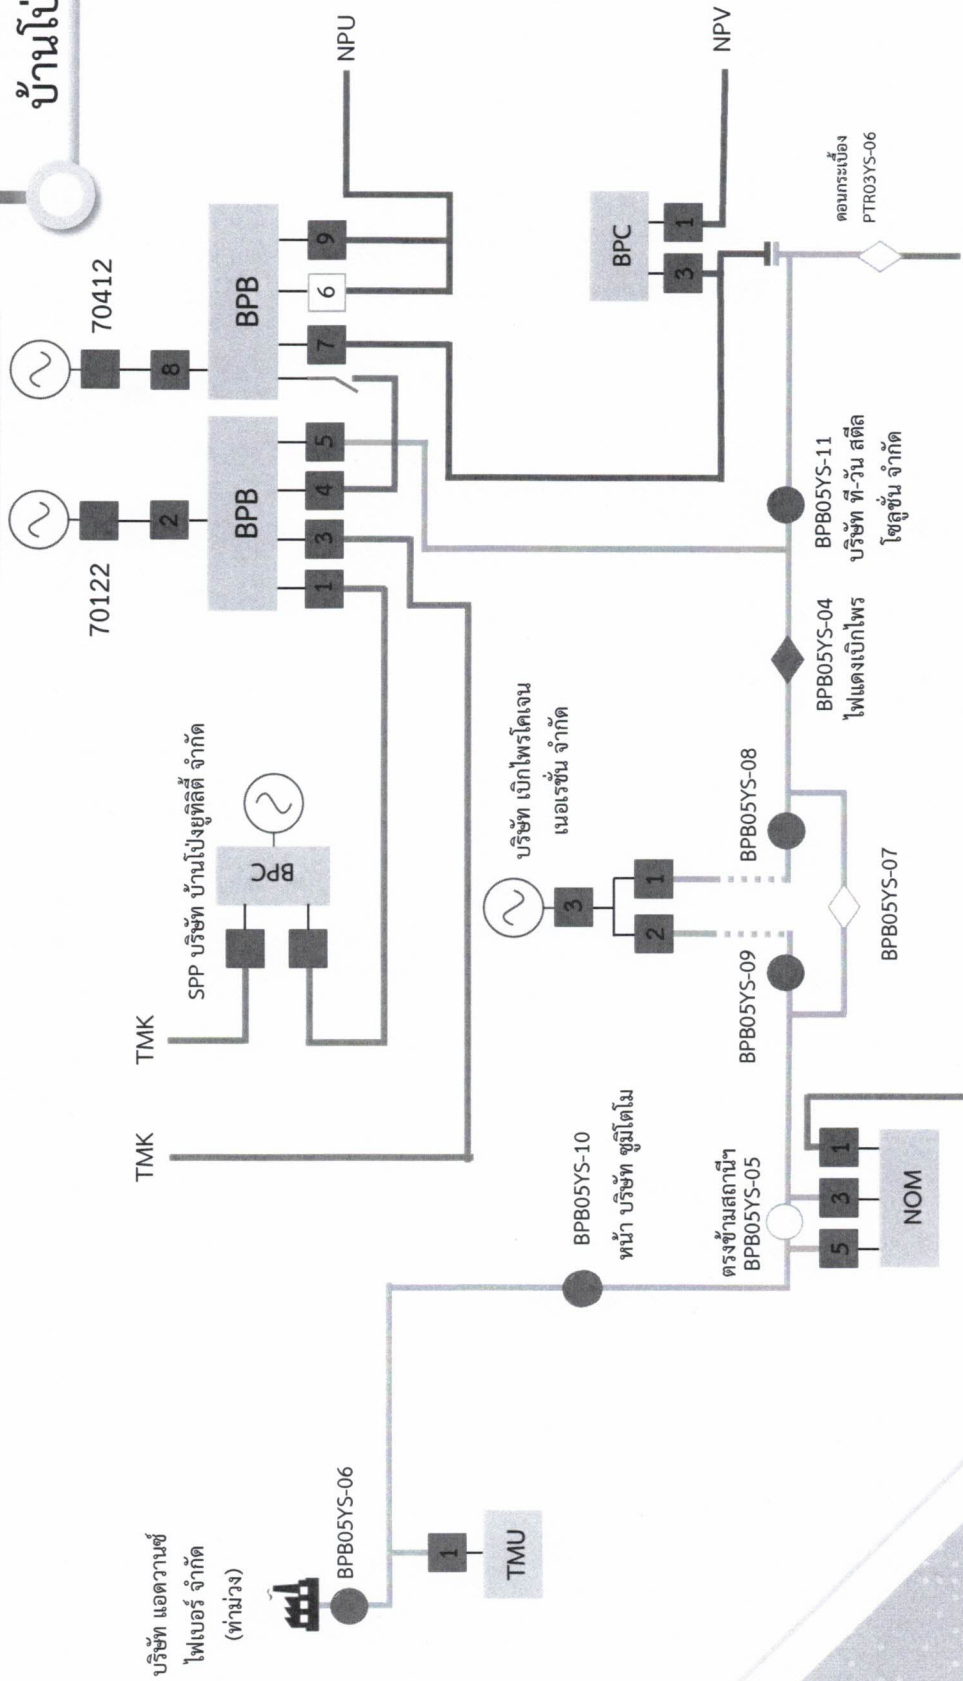 70412
70122
8
2
BPB
BPB
1
3
4
5
7
6
9
NPU
SPP บริษัท บ้านโป่งยูทิลิตี้ จำกัด
BPC
TMK
TMK
BPC
3
1
NPV
บริษัท เบิกไพรโคเจน
เนอเรชั่น จำกัด
3
2
1
บริษัท แอดวานซ์
ไฟเบอร์ จำกัด
(ท่าม่วง)
BPB05YS-06
1
TMU
BPB05YS-10
หน้า บริษัท ซูมิโตโม
ตรงข้ามสถานีฯ
BPB05YS-05
5
3
1
NOM
BPB05YS-09
BPB05YS-08
BPB05YS-07
BPB05YS-04
ไฟแดงเบิกไพร
BPB05YS-11
บริษัท ที-วัน สตีล
โซลูชั่น จำกัด
ดอนกระเบื้อง
PTR03YS-06